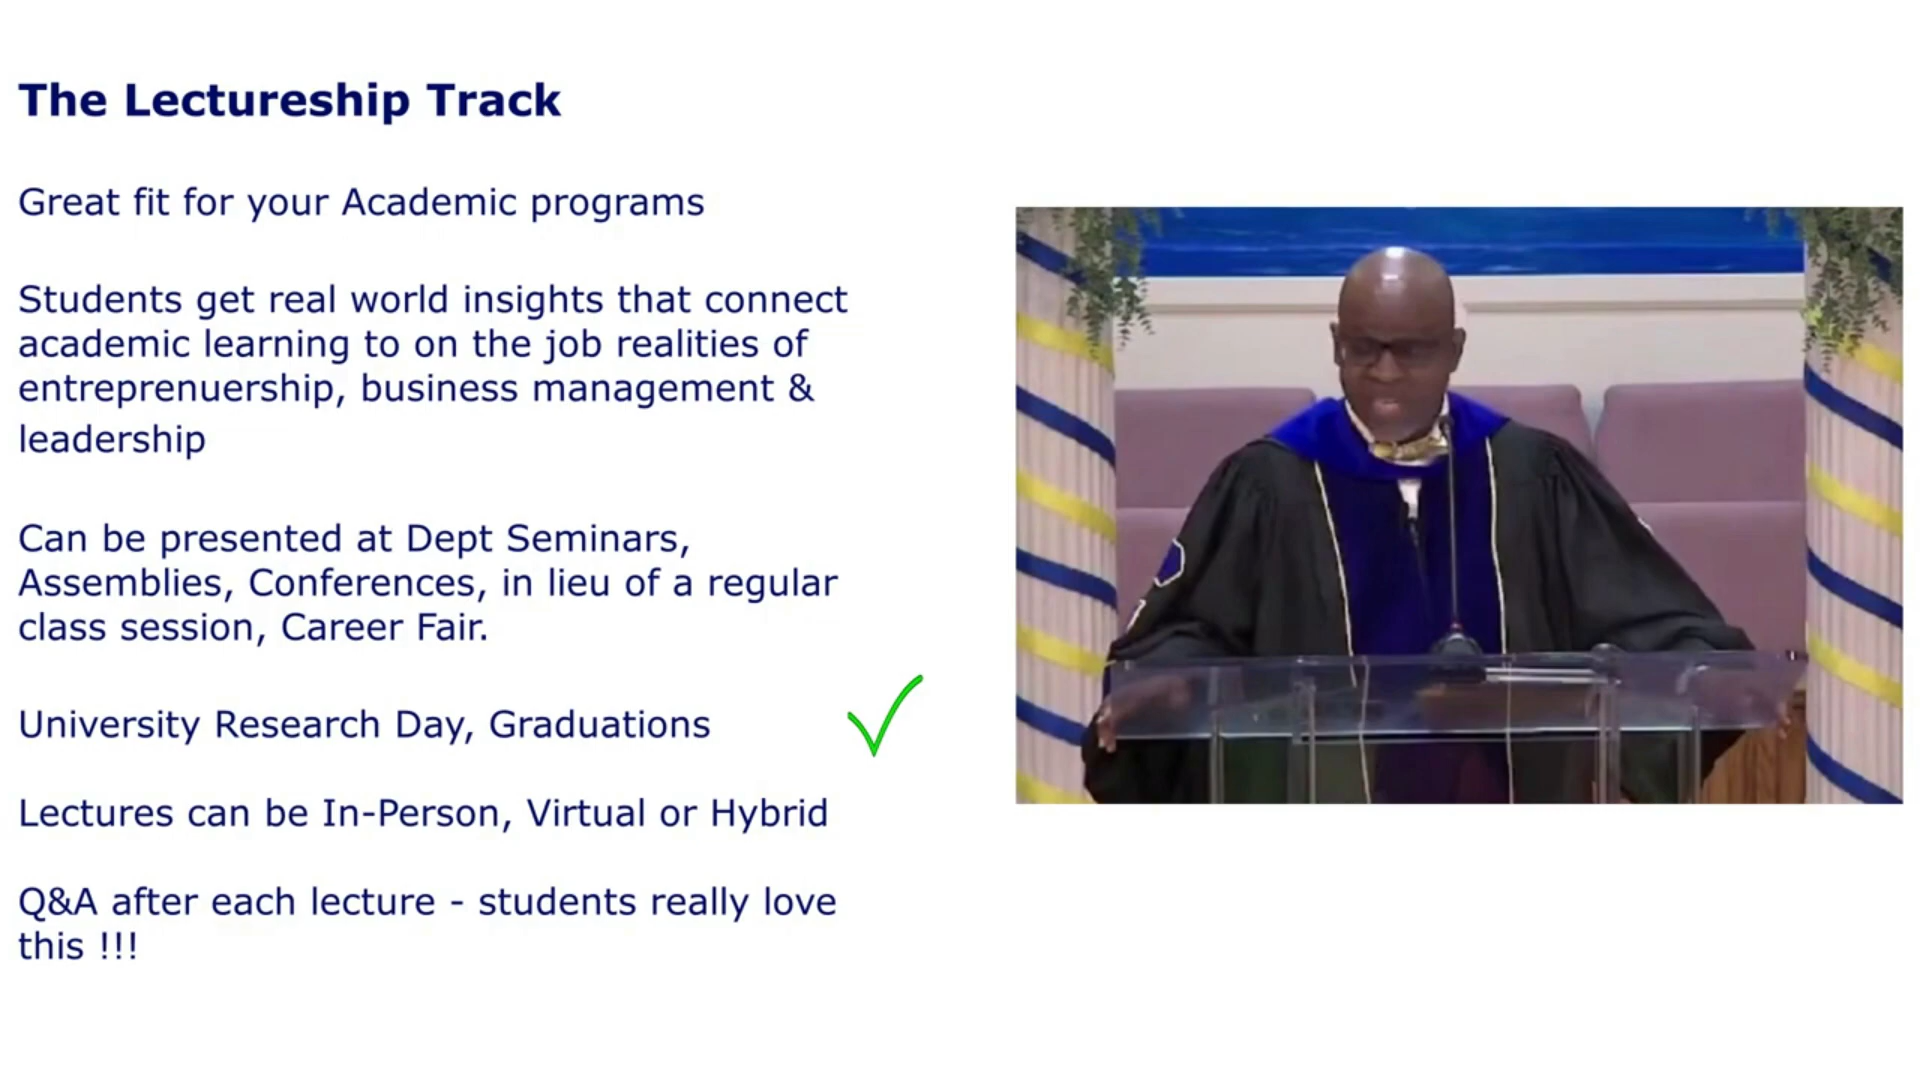 The Lectureship Track
Great fit for your Academic programs
Students get real world insights that connect
academic learning to on the job realities of
entreprenuership, business management &
leadership
Can be presented at Dept Seminars,
Assemblies, Conferences, in lieu of a regular
class session, Career Fair.
University Research Day, Graduations
Lectures can be In-Person, Virtual or Hybrid
Q&A after each lecture - students really love
this !!!